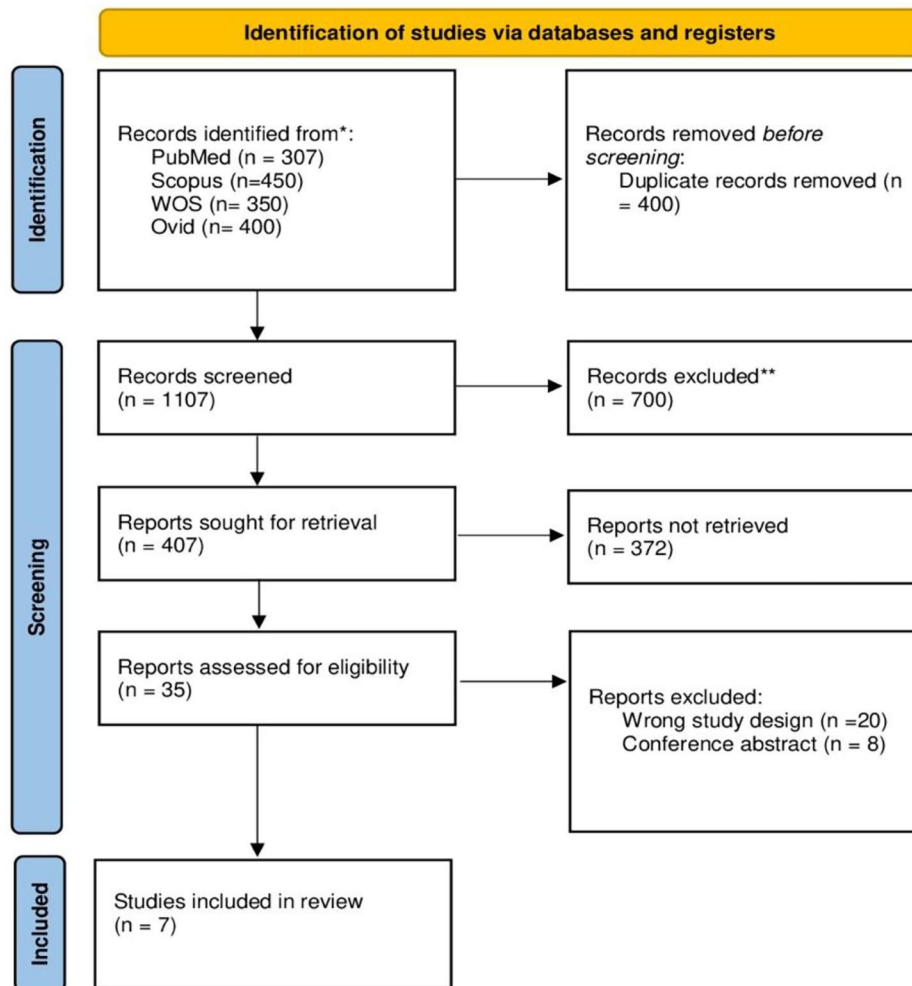 Identification of studies via databases and registers
Identification
Records identified from*:
PubMed (n = 307)
Scopus (n=450)
WOS (n= 350)
Ovid (n= 400)
Records removed before
screening:
Duplicate records removed (n
= 400)
Screening
Records screened
(n = 1107)
Records excluded**
(n = 700)
Reports sought for retrieval
(n = 407)
Reports not retrieved
(n = 372)
Reports assessed for eligibility
(n = 35)
Reports excluded:
Wrong study design (n =20)
Conference abstract (n = 8)
Included
Studies included in review
(n = 7)